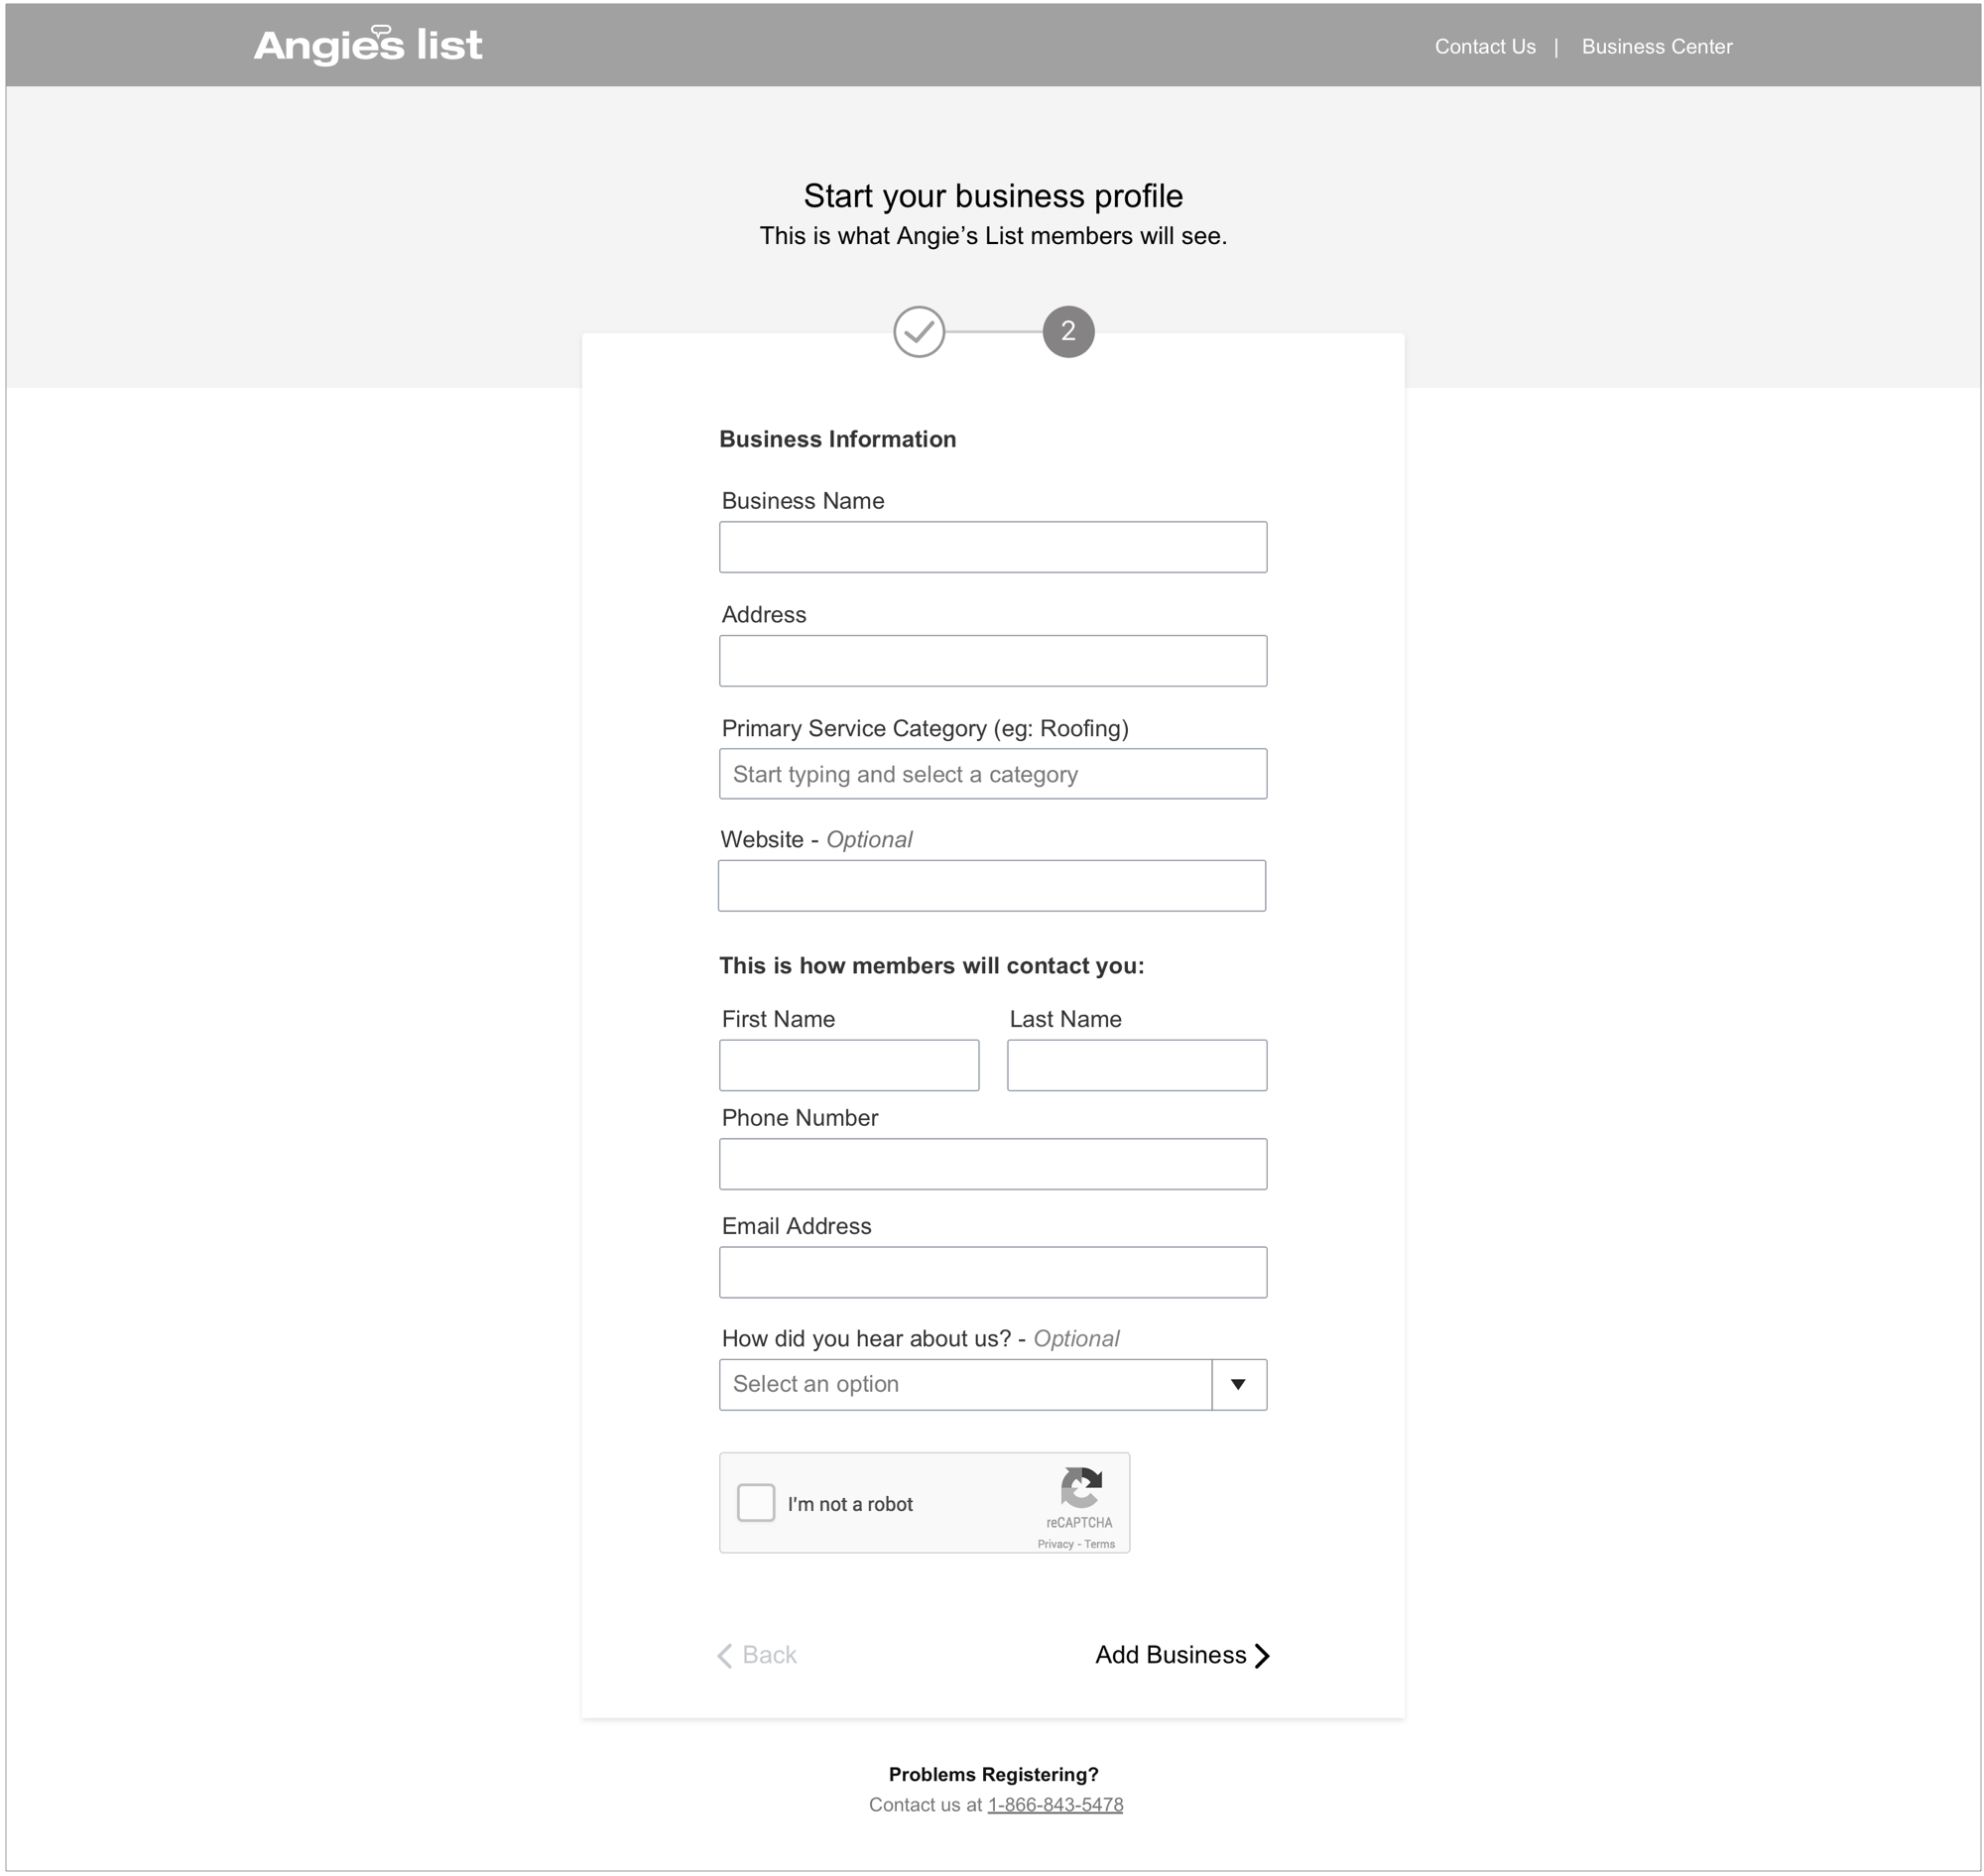 Angie's list
Contact Us | Business Center
Start your business profile
This is what Angie’s List members will see.
2
Business Information
Business Name
Address
Primary Service Category (eg: Roofing)
Start typing and select a category
Website - Optional
This is how members will contact you:
First Name Last Name
Phone Number
Email Address
How did you hear about us? - Optional
Select an option
I'm not a robot
reCAPTCHA
Privacy - Terms
Back Add Business
Problems Registering?
Contact us at 1-866-843-5478